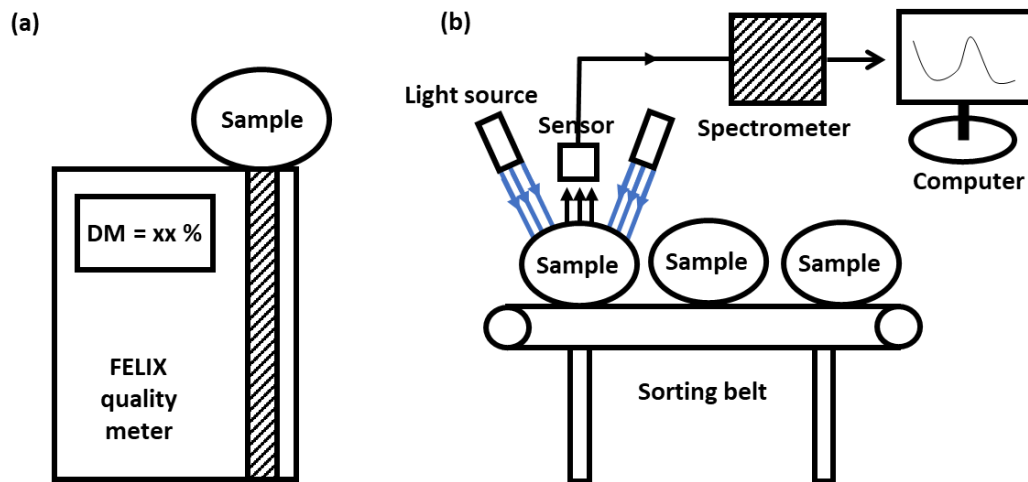 (a)
Sample
DM = xx %
FELIX
quality
meter
(b)
Light source
Sensor
Spectrometer
Computer
Sample
Sample
Sample
Sorting belt